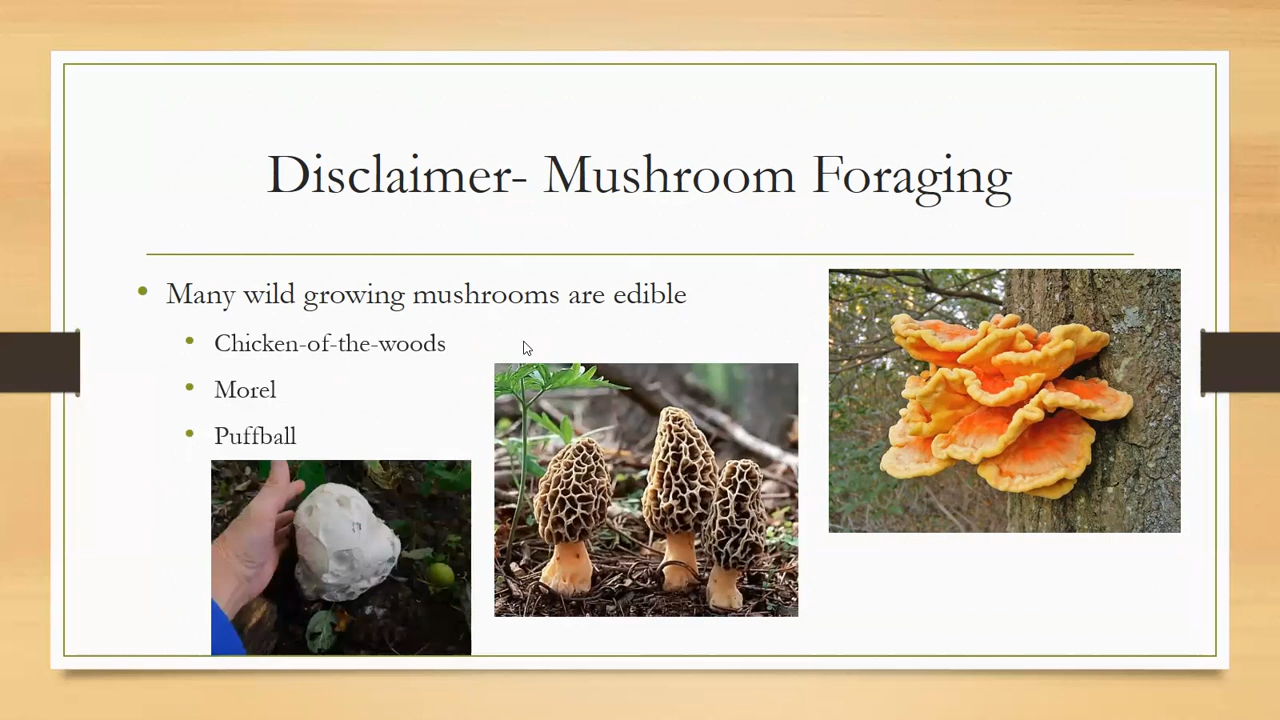 Disclaimer- Mushroom Foraging
Many wild growing mushrooms are edible
Chicken-of-the-woods
Morel
Puffball